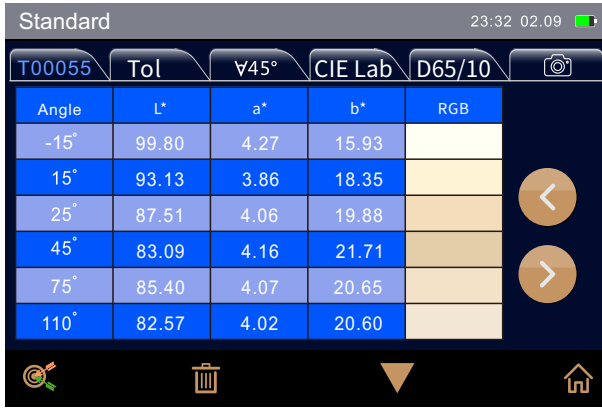 Standard 23:32 02.09
T00055 Tol ∀45° CIE Lab D65/10
Angle L* a* b* RGB
-15° 99.80 4.27 15.93
15° 93.13 3.86 18.35
25° 87.51 4.06 19.88
45° 83.09 4.16 21.71
75° 85.40 4.07 20.65
110° 82.57 4.02 20.60